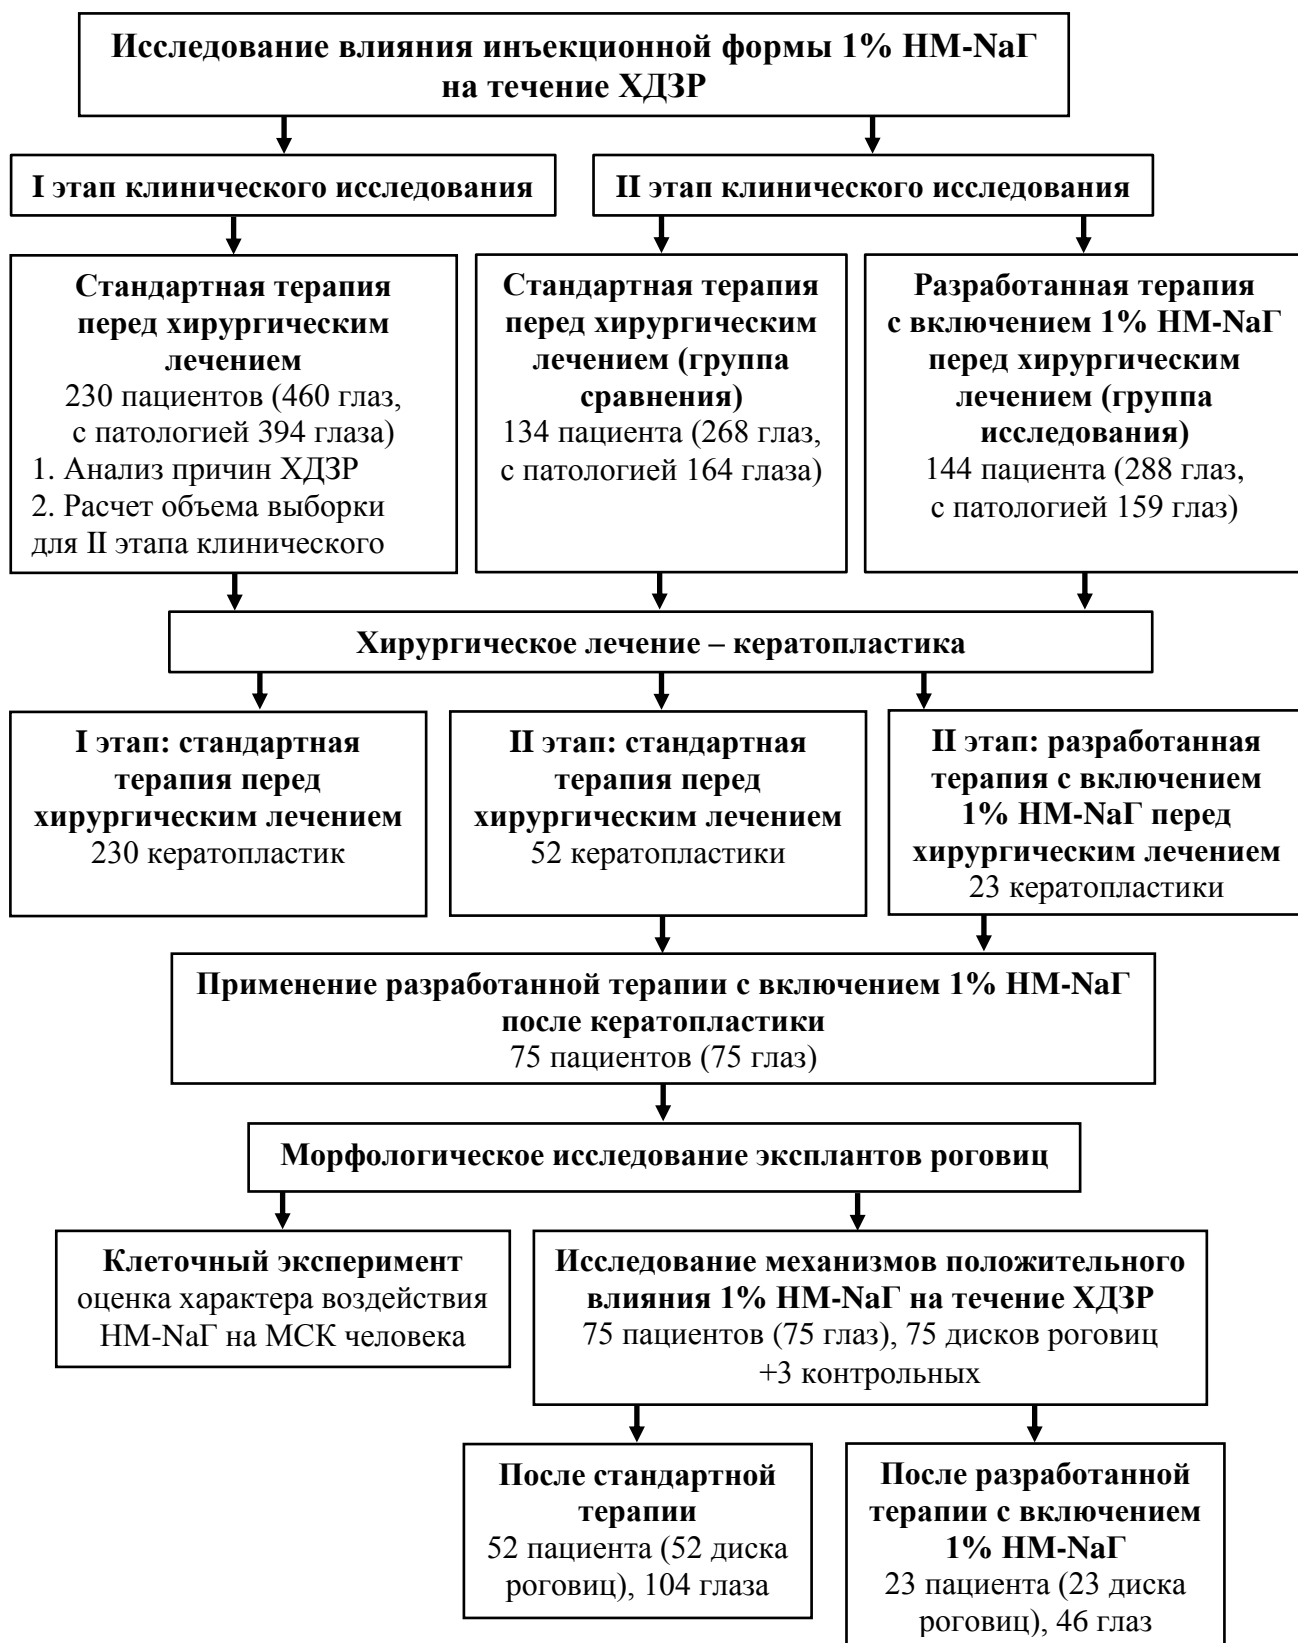 Исследование влияния инъекционной формы 1% НМ-NaГ
на течение ХДЗР
I этап клинического исследования
II этап клинического исследования
Стандартная терапия
перед хирургическим
лечением
230 пациентов (460 глаз,
с патологией 394 глаза)
1. Анализ причин ХДЗР
2. Расчет объема выборки
для II этапа клинического
Стандартная терапия
перед хирургическим
лечением (группа
сравнения)
134 пациента (268 глаз,
с патологией 164 глаза)
Разработанная терапия
с включением 1% НМ-NaГ
перед хирургическим
лечением (группа
исследования)
144 пациента (288 глаз,
с патологией 159 глаз)
Хирургическое лечение – кератопластика
I этап: стандартная
терапия перед
хирургическим лечением
230 кератопластик
II этап: стандартная
терапия перед
хирургическим лечением
52 кератопластики
II этап: разработанная
терапия с включением
1% НМ-NaГ перед
хирургическим лечением
23 кератопластики
Применение разработанной терапии с включением 1% НМ-NaГ
после кератопластики
75 пациентов (75 глаз)
Морфологическое исследование эксплантов роговиц
Клеточный эксперимент
оценка характера воздействия
НМ-NaГ на МСК человека
Исследование механизмов положительного
влияния 1% НМ-NaГ на течение ХДЗР
75 пациентов (75 глаз), 75 дисков роговиц
+3 контрольных
После стандартной
терапии
52 пациента (52 диска
роговиц), 104 глаза
После разработанной
терапии с включением
1% НМ-NaГ
23 пациента (23 диска
роговиц), 46 глаз